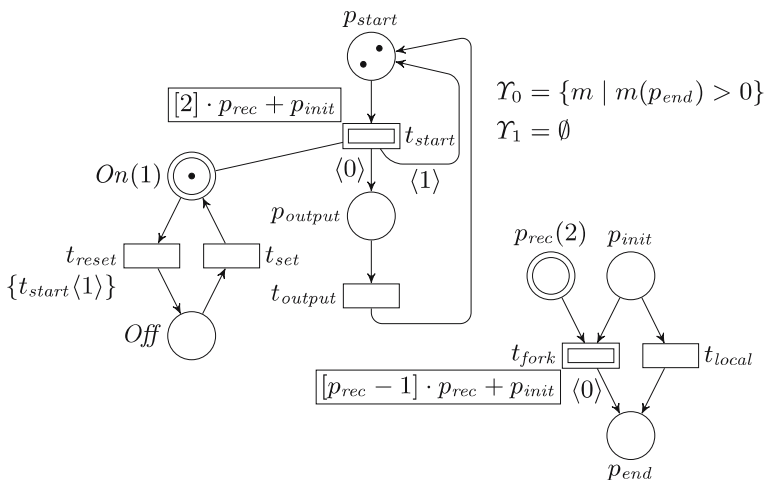 p_start
[2] · p_rec + p_init
t_start
ϒ_0 = {m | m(p_end) > 0}
ϒ_1 = ∅
On(1)
⟨0⟩
⟨1⟩
p_output
t_reset
t_set
{t_start⟨1⟩}
t_output
Off
p_rec(2)
p_init
t_fork
t_local
[p_rec − 1] · p_rec + p_init
⟨0⟩
p_end